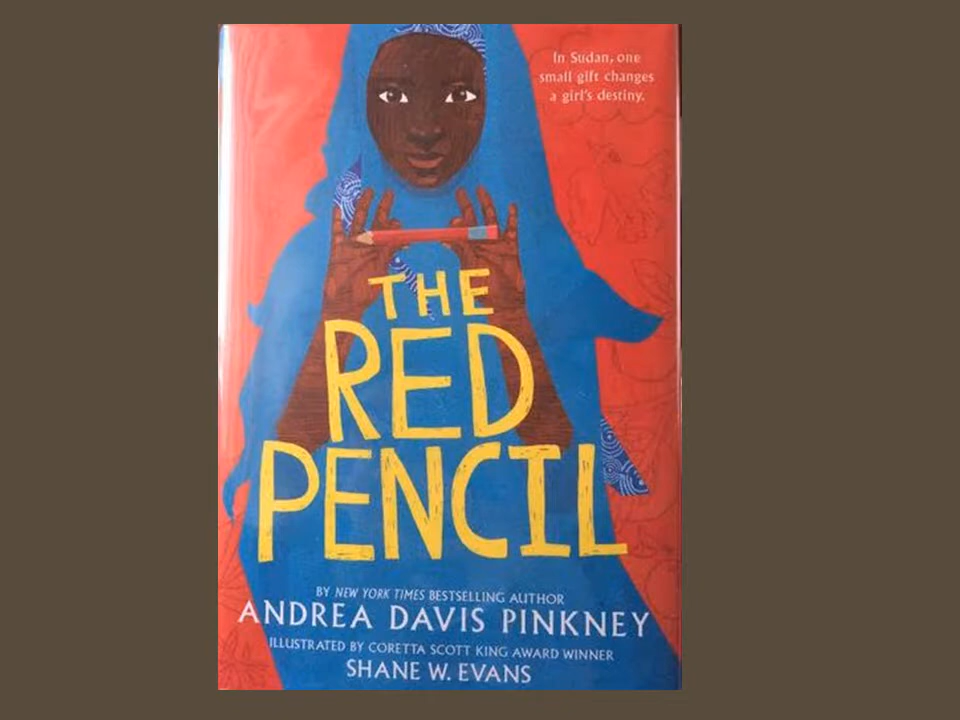 In Sudan, one
small gift changes
a girl's destiny.
THE
RED
PENCIL
BY NEW YORK TIMES BESTSELLING AUTHOR
ANDREA DAVIS PINKNEY
ILLUSTRATED BY CORETTA SCOTT KING AWARD WINNER
SHANE W. EVANS